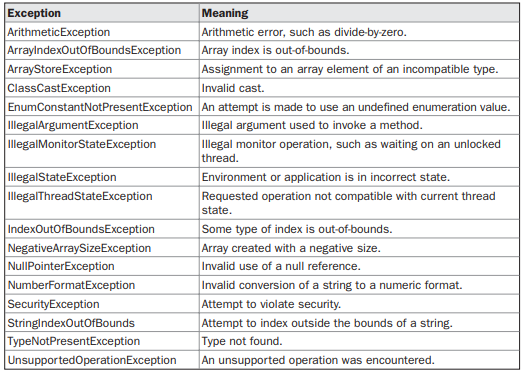 Exception Meaning
ArithmeticException Arithmetic error, such as divide-by-zero.
ArrayIndexOutOfBoundsException Array index is out-of-bounds.
ArrayStoreException Assignment to an array element of an incompatible type.
ClassCastException Invalid cast.
EnumConstantNotPresentException An attempt is made to use an undefined enumeration value.
IllegalArgumentException Illegal argument used to invoke a method.
IllegalMonitorStateException Illegal monitor operation, such as waiting on an unlocked
thread.
IllegalStateException Environment or application is in incorrect state.
IllegalThreadStateException Requested operation not compatible with current thread
state.
IndexOutOfBoundsException Some type of index is out-of-bounds.
NegativeArraySizeException Array created with a negative size.
NullPointerException Invalid use of a null reference.
NumberFormatException Invalid conversion of a string to a numeric format.
SecurityException Attempt to violate security.
StringIndexOutOfBounds Attempt to index outside the bounds of a string.
TypeNotPresentException Type not found.
UnsupportedOperationException An unsupported operation was encountered.